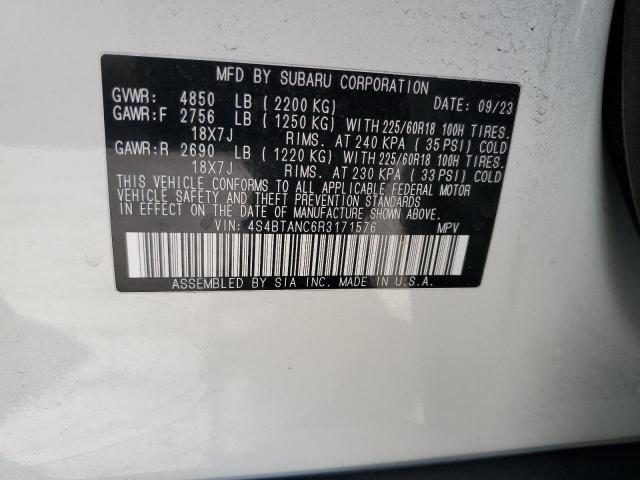 MFD BY SUBARU CORPORATION
GVWR: 4850 LB (2200 KG) DATE: 09/23
GAWR:F 2756 LB (1250 KG) WITH 225/60R18 100H TIRES.
18X7J RIMS. AT 240 KPA (35 PSI) COLD
GAWR:R 2690 LB (1220 KG) WITH 225/60R18 100H TIRES.
18X7J RIMS. AT 230 KPA (33 PSI) COLD
THIS VEHICLE CONFORMS TO ALL APPLICABLE FEDERAL MOTOR
VEHICLE SAFETY AND THEFT PREVENTION STANDARDS
IN EFFECT ON THE DATE OF MANUFACTURE SHOWN ABOVE.
VIN: 4S4BTANC6R3171576 MPV
ASSEMBLED BY SIA INC. MADE IN U.S.A.